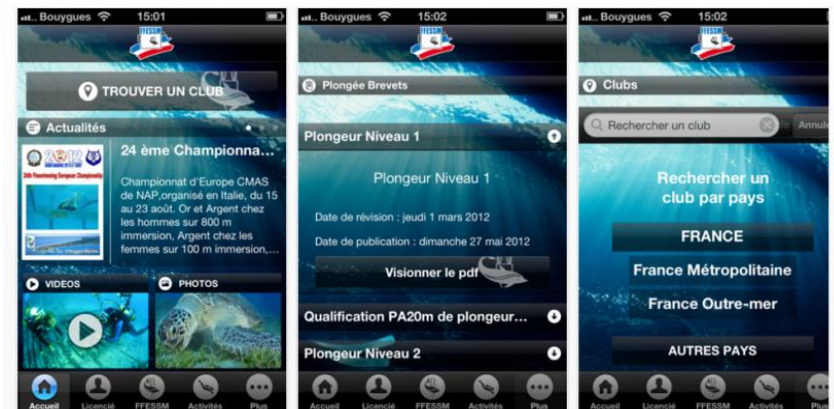 Bouygues 15:01
FFESSM
TROUVER UN CLUB
Actualités
2012
24th Finswimming European Championship
24 ème Championna...
Championnat d'Europe CMAS
de NAP,organisé en Italie, du 15
au 23 août. Or et Argent chez
les hommes sur 800 m
immersion, Argent chez les
femmes sur 100 m immersion,...
VIDEOS
PHOTOS
Accueil Licencié FFESSM Activités Plus
Bouygues 15:02
FFESSM
Plongée Brevets
Plongeur Niveau 1
Plongeur Niveau 1
Date de révision : jeudi 1 mars 2012
Date de publication : dimanche 27 mai 2012
Visionner le pdf
Qualification PA20m de plongeur...
Plongeur Niveau 2
Accueil Licencié FFESSM Activités Plus
Bouygues 15:02
FFESSM
Clubs
Rechercher un club
Annule
Rechercher un
club par pays
FRANCE
France Métropolitaine
France Outre-mer
AUTRES PAYS
Accueil Licencié FFESSM Activités Plus